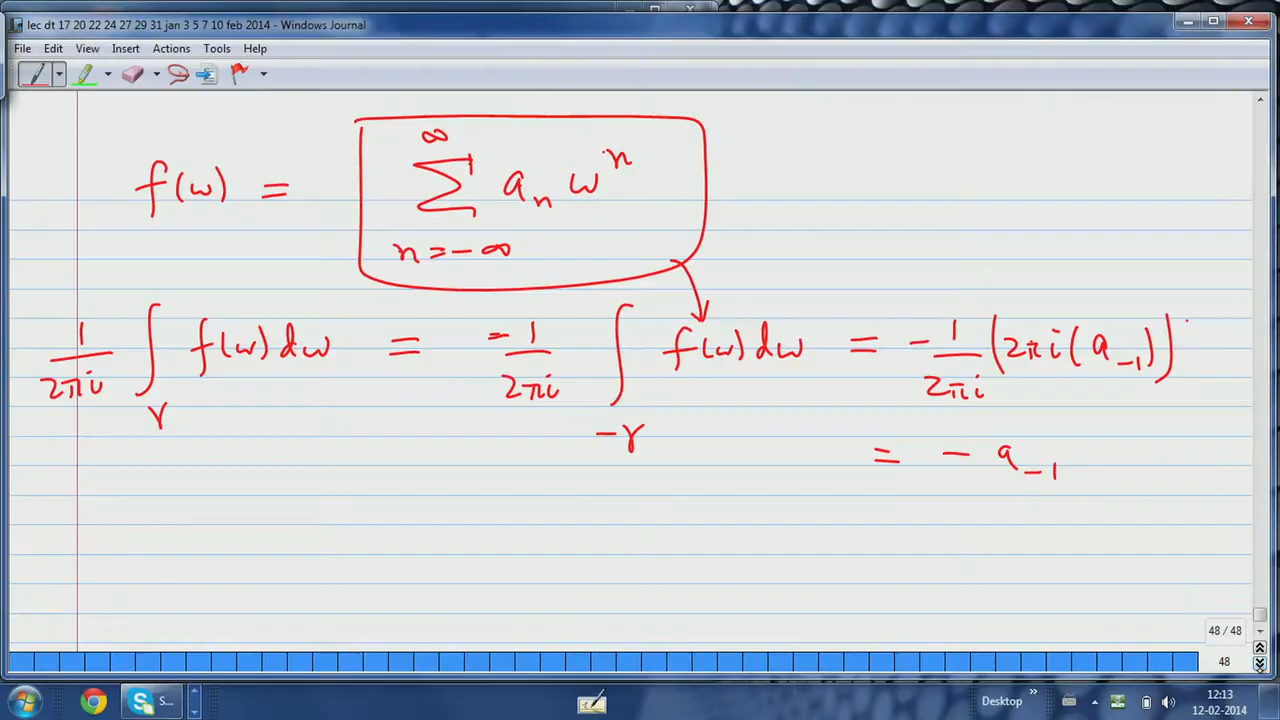 lec dt 17 20 22 24 27 29 31 jan 3 5 7 10 feb 2014 - Windows Journal
File Edit View Insert Actions Tools Help
f(w) = ∑_{n=-∞}^{∞} a_n w^n
1/2πi ∫_γ f(w)dw = -1/2πi ∫_{-γ} f(w)dw = -1/2πi (2πi(a_{-1}))
= - a_{-1}
48 / 48
48
S...
Desktop
12:13
12-02-2014